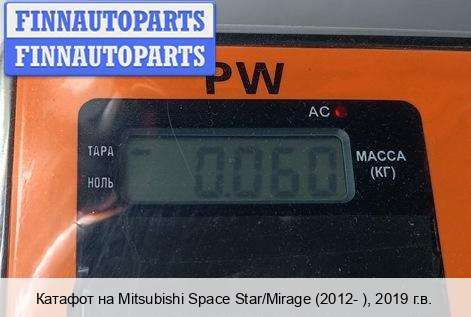 FINNAUTOPARTS
FINNAUTOPARTS
PW
AC
ТАРА
НОЛЬ
0.060
МАССА
(КГ)
Катафот на Mitsubishi Space Star/Mirage (2012- ), 2019 г.в.